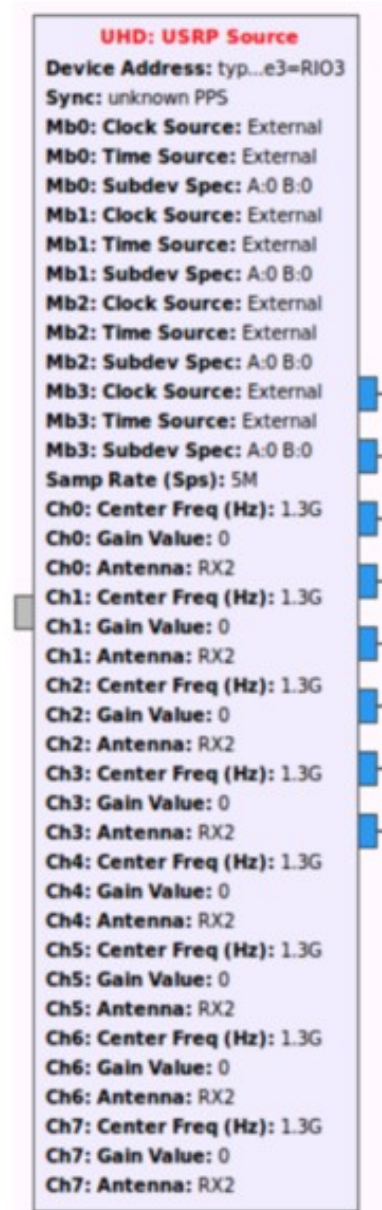 UHD: USRP Source
Device Address: typ...e3=RIO3
Sync: unknown PPS
Mb0: Clock Source: External
Mb0: Time Source: External
Mb0: Subdev Spec: A:0 B:0
Mb1: Clock Source: External
Mb1: Time Source: External
Mb1: Subdev Spec: A:0 B:0
Mb2: Clock Source: External
Mb2: Time Source: External
Mb2: Subdev Spec: A:0 B:0
Mb3: Clock Source: External
Mb3: Time Source: External
Mb3: Subdev Spec: A:0 B:0
Samp Rate (Sps): 5M
Ch0: Center Freq (Hz): 1.3G
Ch0: Gain Value: 0
Ch0: Antenna: RX2
Ch1: Center Freq (Hz): 1.3G
Ch1: Gain Value: 0
Ch1: Antenna: RX2
Ch2: Center Freq (Hz): 1.3G
Ch2: Gain Value: 0
Ch2: Antenna: RX2
Ch3: Center Freq (Hz): 1.3G
Ch3: Gain Value: 0
Ch3: Antenna: RX2
Ch4: Center Freq (Hz): 1.3G
Ch4: Gain Value: 0
Ch4: Antenna: RX2
Ch5: Center Freq (Hz): 1.3G
Ch5: Gain Value: 0
Ch5: Antenna: RX2
Ch6: Center Freq (Hz): 1.3G
Ch6: Gain Value: 0
Ch6: Antenna: RX2
Ch7: Center Freq (Hz): 1.3G
Ch7: Gain Value: 0
Ch7: Antenna: RX2